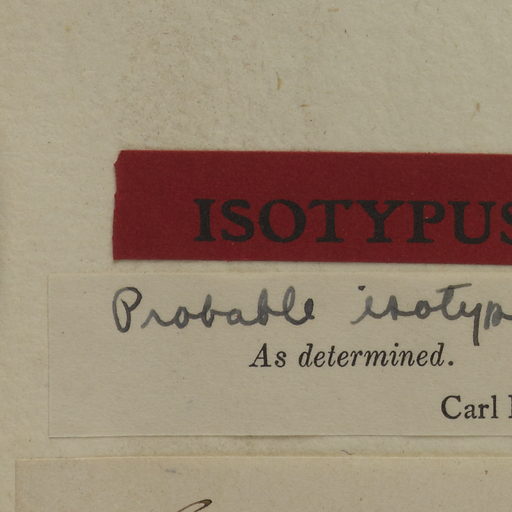 ISOTYPUS
Probable isotyp
As determined.
Carl